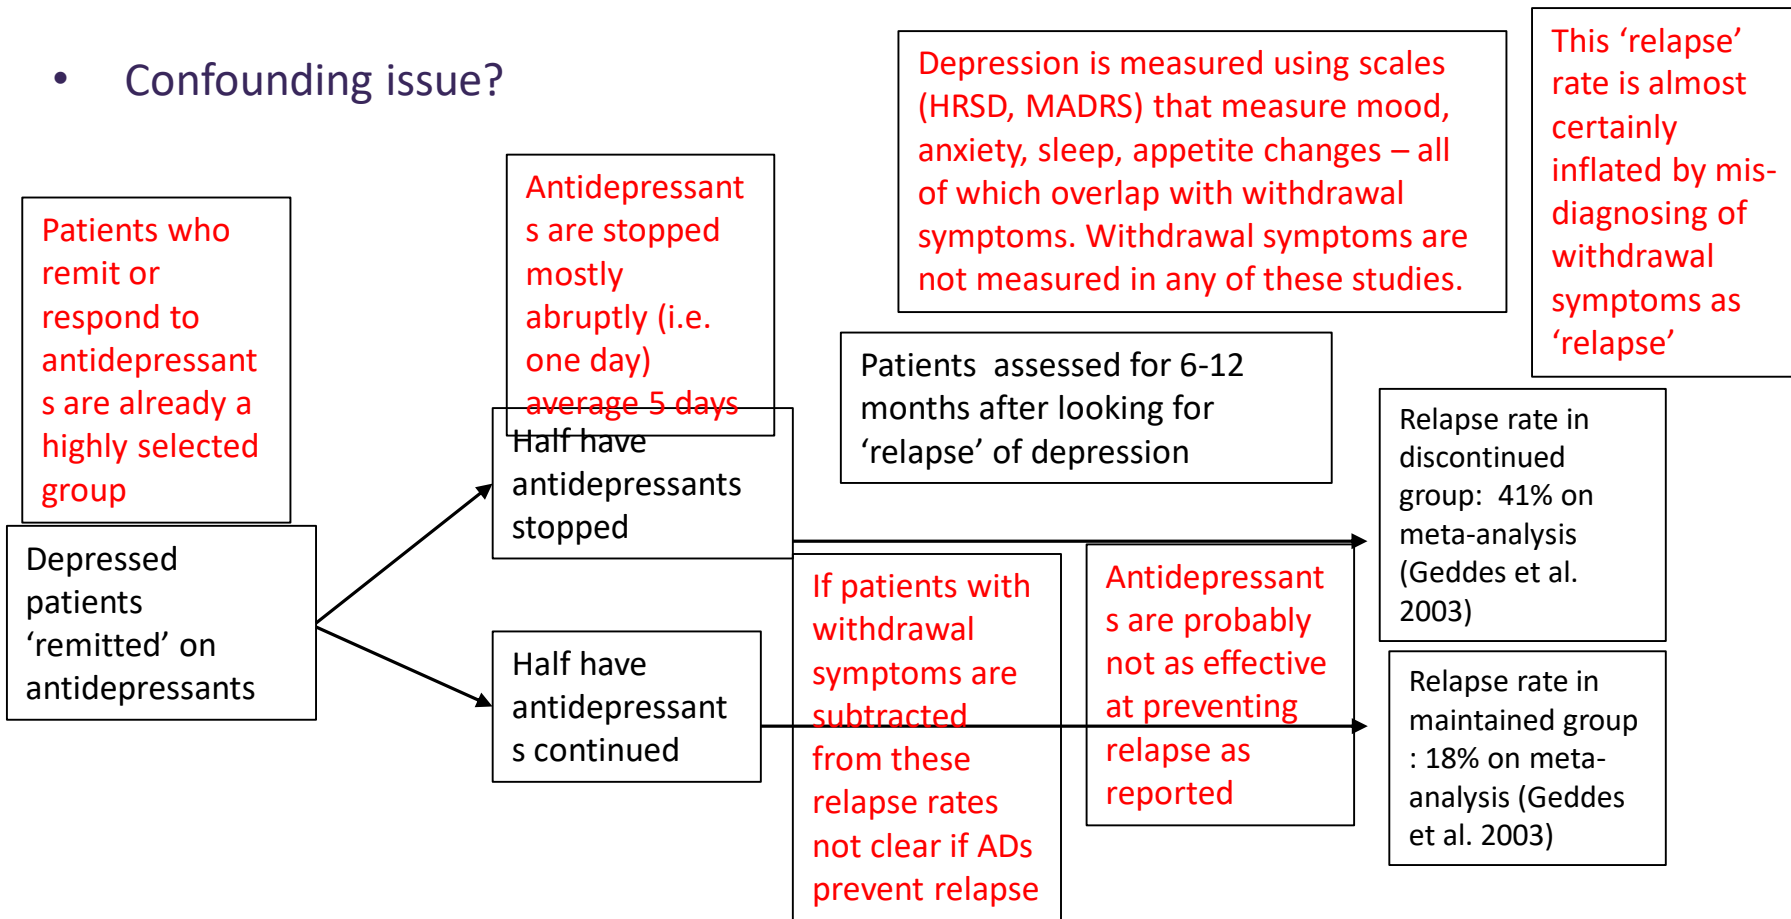 • Confounding issue?
Patients who
remit or
respond to
antidepressant
s are already a
highly selected
group
Depressed
patients
‘remitted’ on
antidepressants
Antidepressant
s are stopped
mostly
abruptly (i.e.
one day)
average 5 days
Half have
antidepressants
stopped
Half have
antidepressant
s continued
Depression is measured using scales
(HRSD, MADRS) that measure mood,
anxiety, sleep, appetite changes – all
of which overlap with withdrawal
symptoms. Withdrawal symptoms are
not measured in any of these studies.
Patients  assessed for 6-12
months after looking for
‘relapse’ of depression
If patients with
withdrawal
symptoms are
subtracted
from these
relapse rates
not clear if ADs
prevent relapse
Antidepressant
s are probably
not as effective
at preventing
relapse as
reported
This ‘relapse’
rate is almost
certainly
inflated by mis-
diagnosing of
withdrawal
symptoms as
‘relapse’
Relapse rate in
discontinued
group:  41% on
meta-analysis
(Geddes et al.
2003)
Relapse rate in
maintained group
: 18% on meta-
analysis (Geddes
et al. 2003)